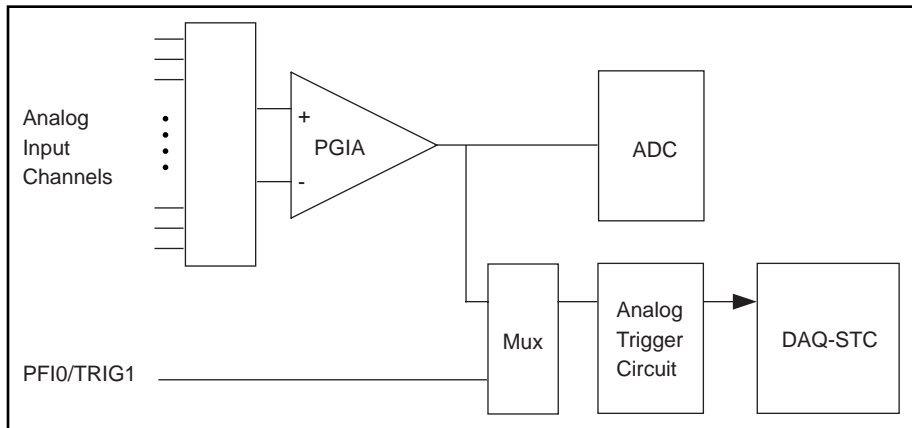 Analog
Input
Channels
+
PGIA
-
ADC
Mux
Analog
Trigger
Circuit
DAQ-STC
PFI0/TRIG1